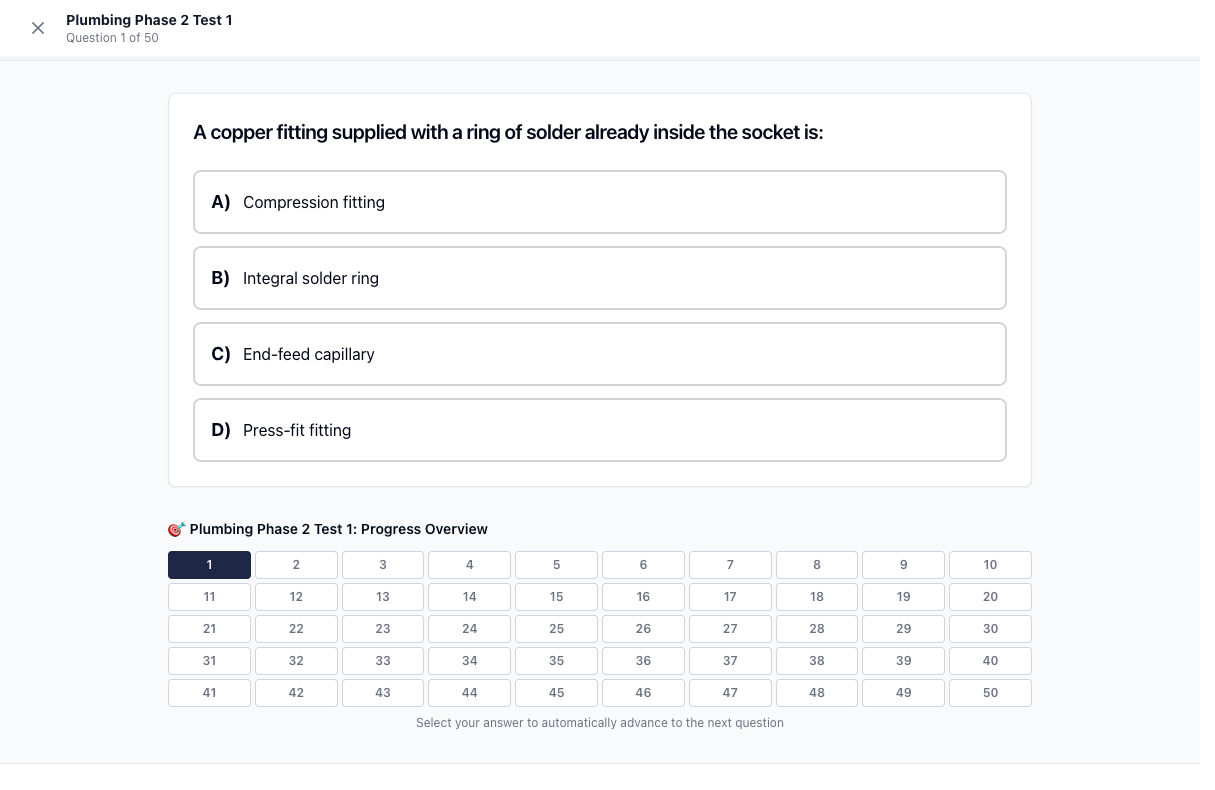 Plumbing Phase 2 Test 1
Question 1 of 50
A copper fitting supplied with a ring of solder already inside the socket is:
A) Compression fitting
B) Integral solder ring
C) End-feed capillary
D) Press-fit fitting
🎯 Plumbing Phase 2 Test 1: Progress Overview
1 2 3 4 5 6 7 8 9 10
11 12 13 14 15 16 17 18 19 20
21 22 23 24 25 26 27 28 29 30
31 32 33 34 35 36 37 38 39 40
41 42 43 44 45 46 47 48 49 50
Select your answer to automatically advance to the next question